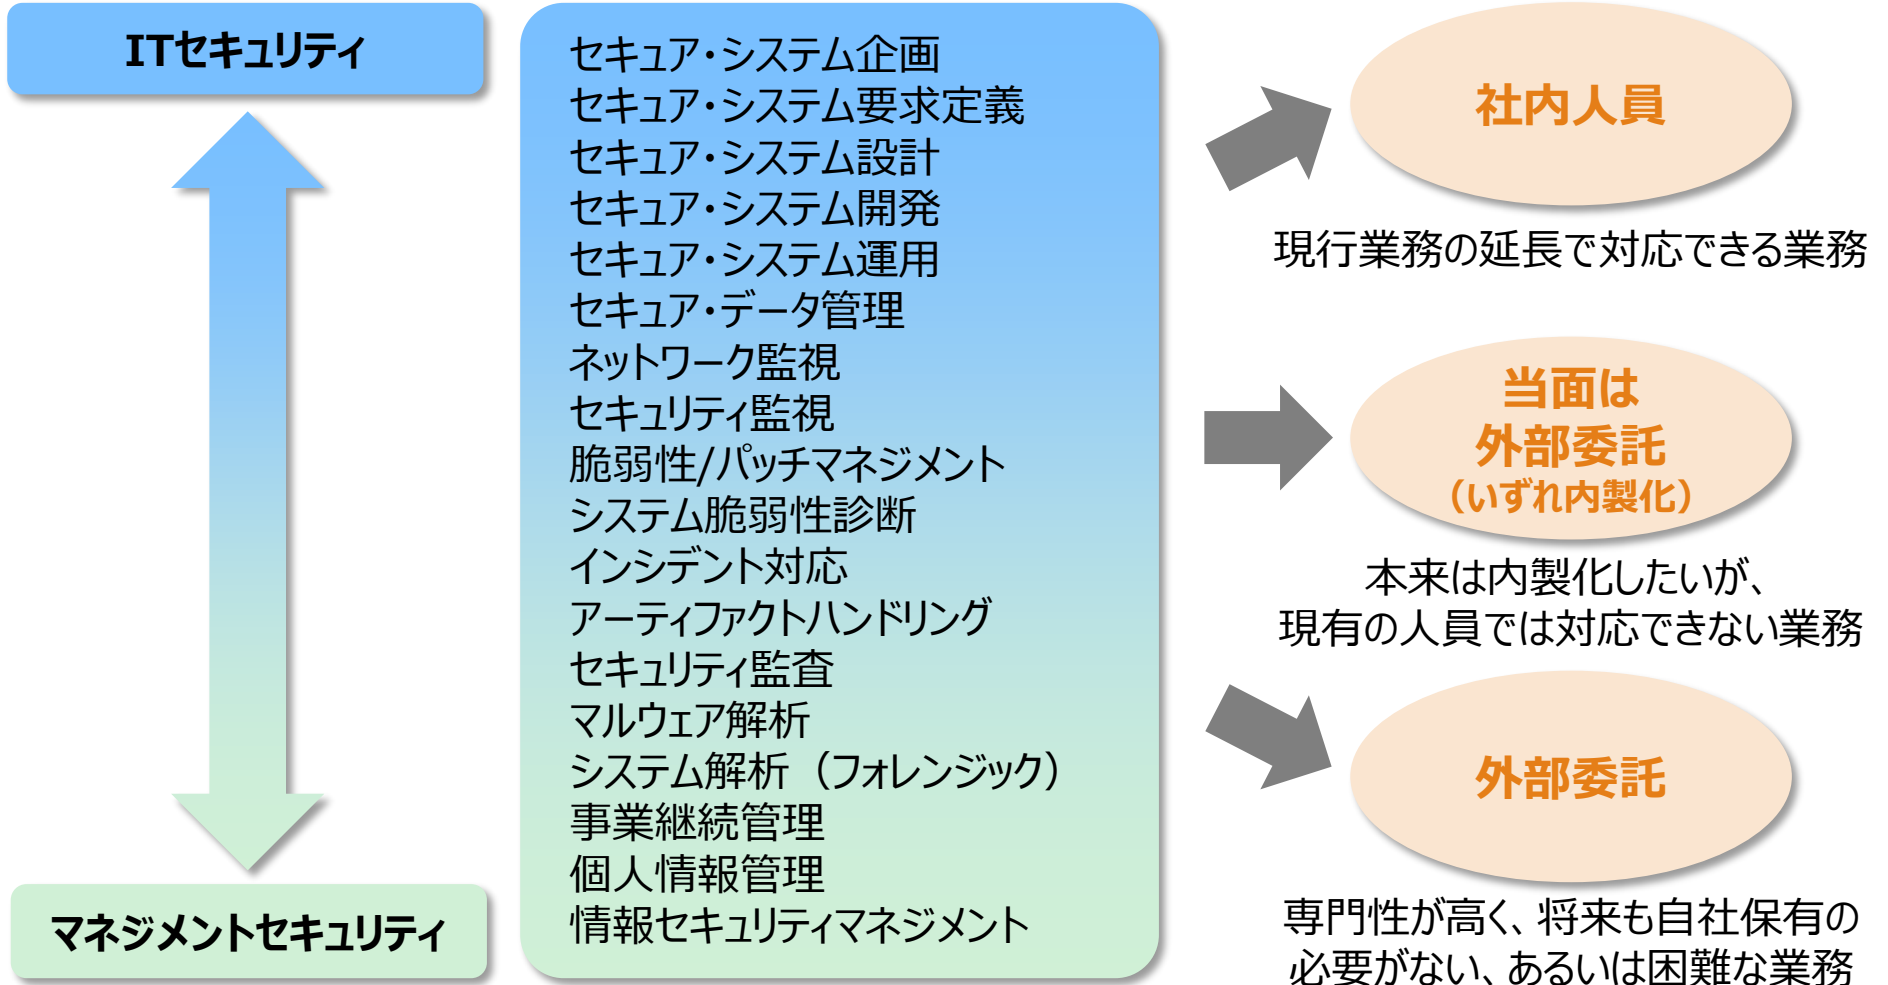 ITセキュリティ
マネジメントセキュリティ
セキュア・システム企画
セキュア・システム要求定義
セキュア・システム設計
セキュア・システム開発
セキュア・システム運用
セキュア・データ管理
ネットワーク監視
セキュリティ監視
脆弱性/パッチマネジメント
システム脆弱性診断
インシデント対応
アーティファクトハンドリング
セキュリティ監査
マルウェア解析
システム解析（フォレンジック）
事業継続管理
個人情報管理
情報セキュリティマネジメント
社内人員
現行業務の延長で対応できる業務
当面は
外部委託
（いずれ内製化）
本来は内製化したいが、
現有の人員では対応できない業務
外部委託
専門性が高く、将来も自社保有の
必要がない、あるいは困難な業務